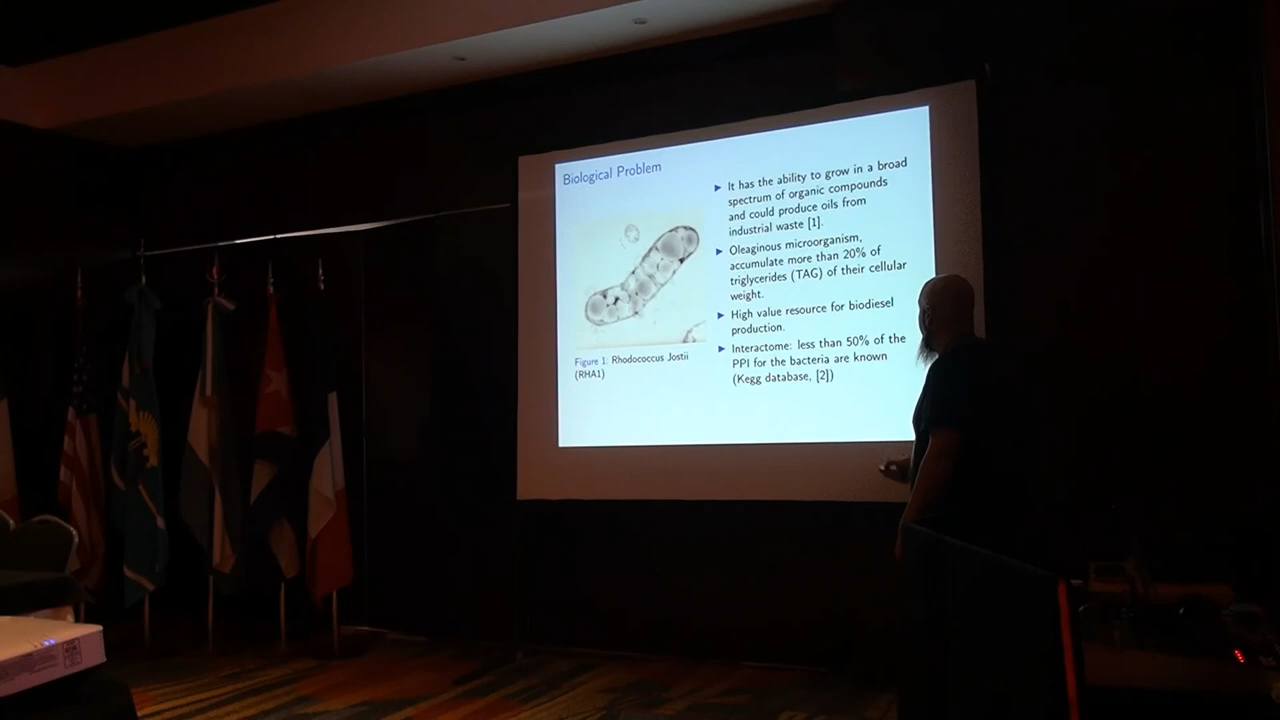 Biological Problem
Figure 1: Rhodococcus Jostii
(RHA1)
It has the ability to grow in a broad
spectrum of organic compounds
and could produce oils from
industrial waste [1].
Oleaginous microorganism,
accumulate more than 20% of
triglycerides (TAG) of their cellular
weight.
High value resource for biodiesel
production.
Interactome: less than 50% of the
PPI for the bacteria are known
(Kegg database, [2])